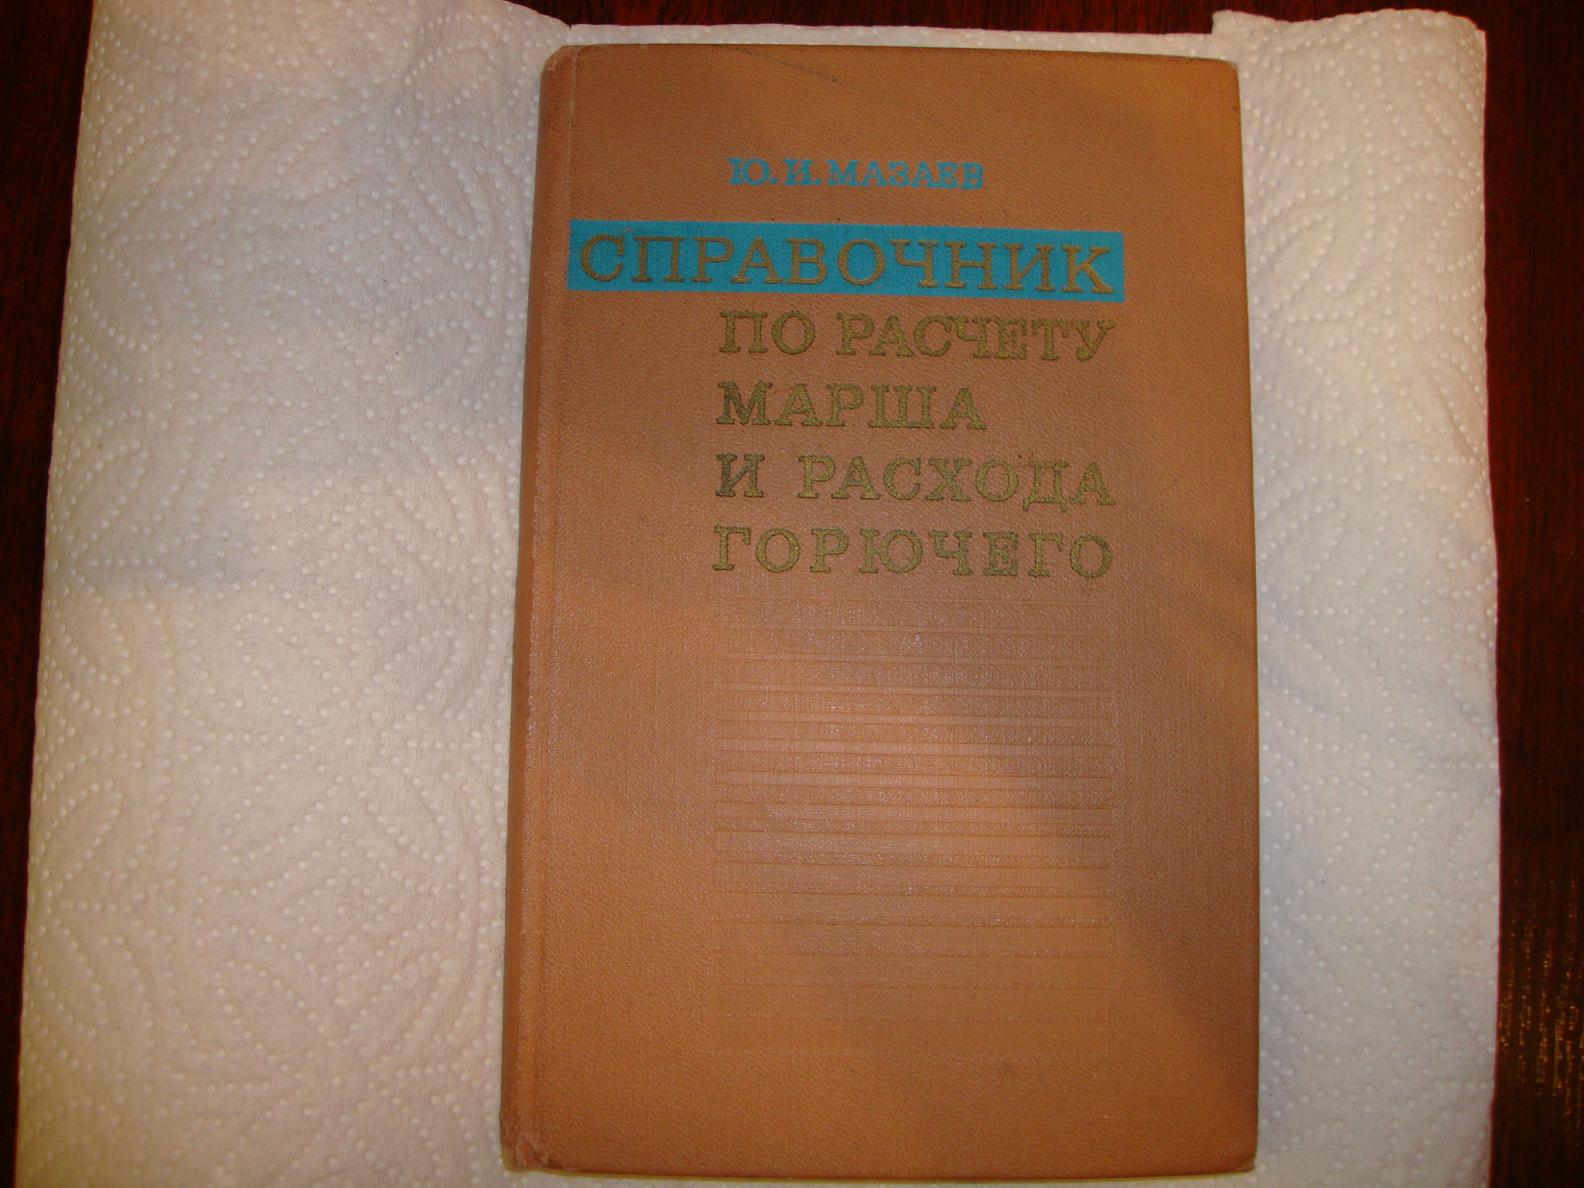 Ю. И. МАЗАЕВ
СПРАВОЧНИК
ПО РАСЧЕТУ
МАРША
И РАСХОДА
ГОРЮЧЕГО